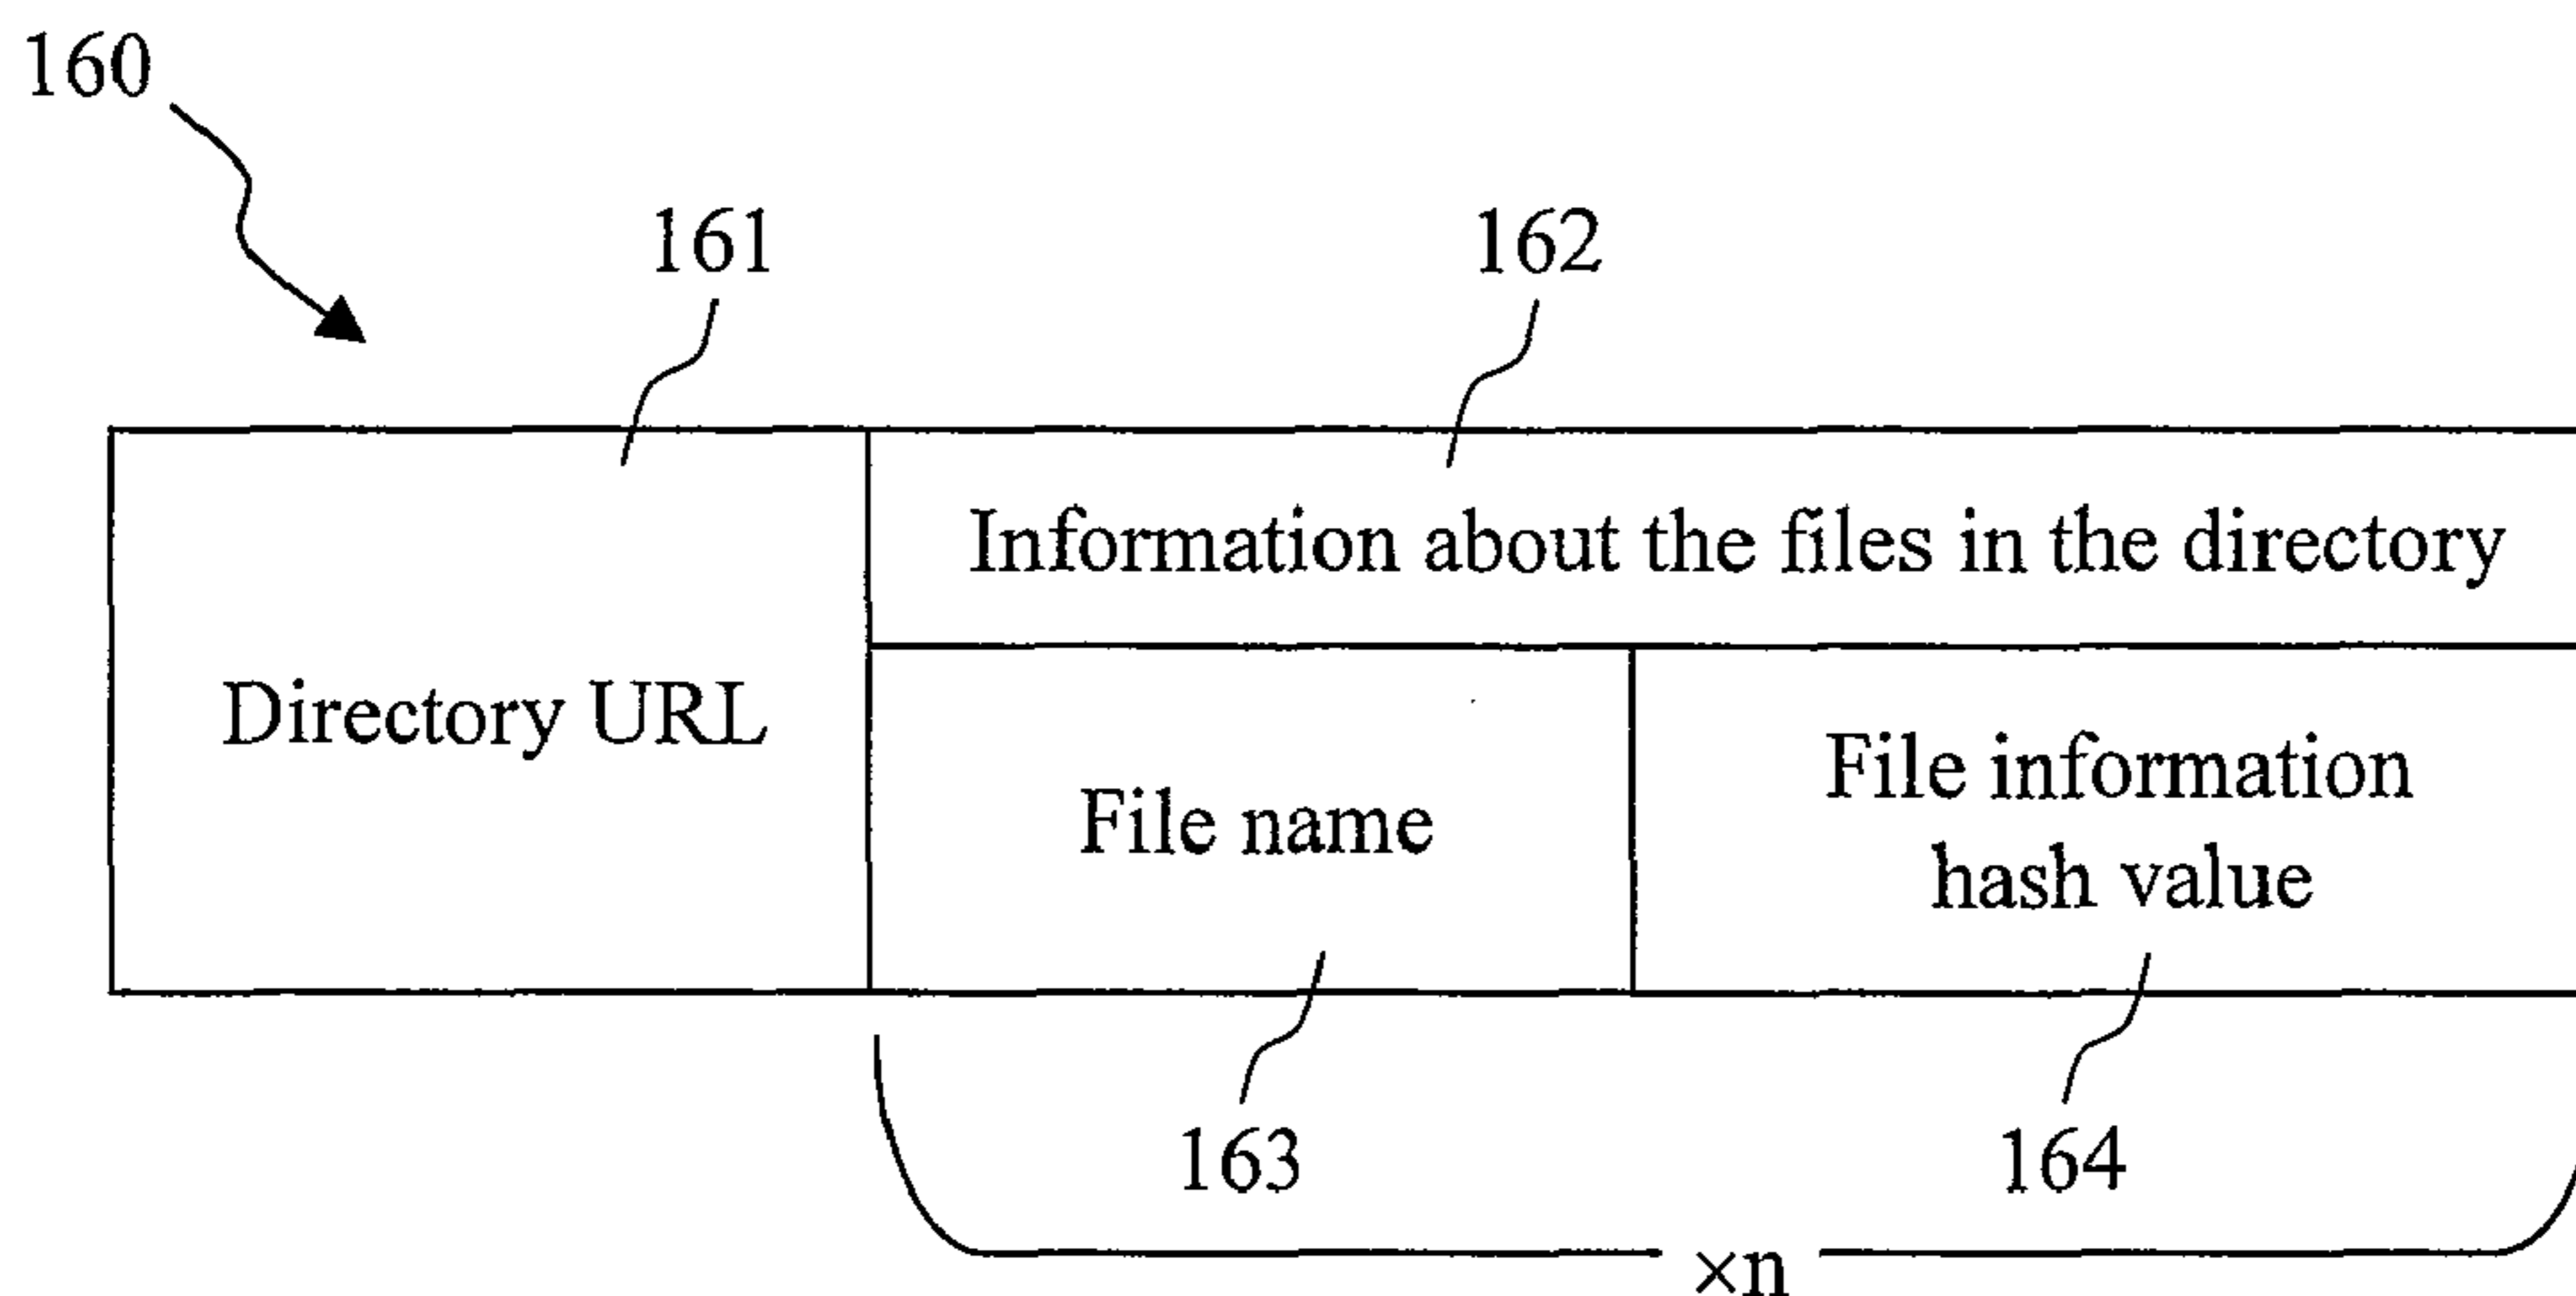 160
161
162
Information about the files in the directory
Directory URL
File name
File information
hash value
163
164
×n